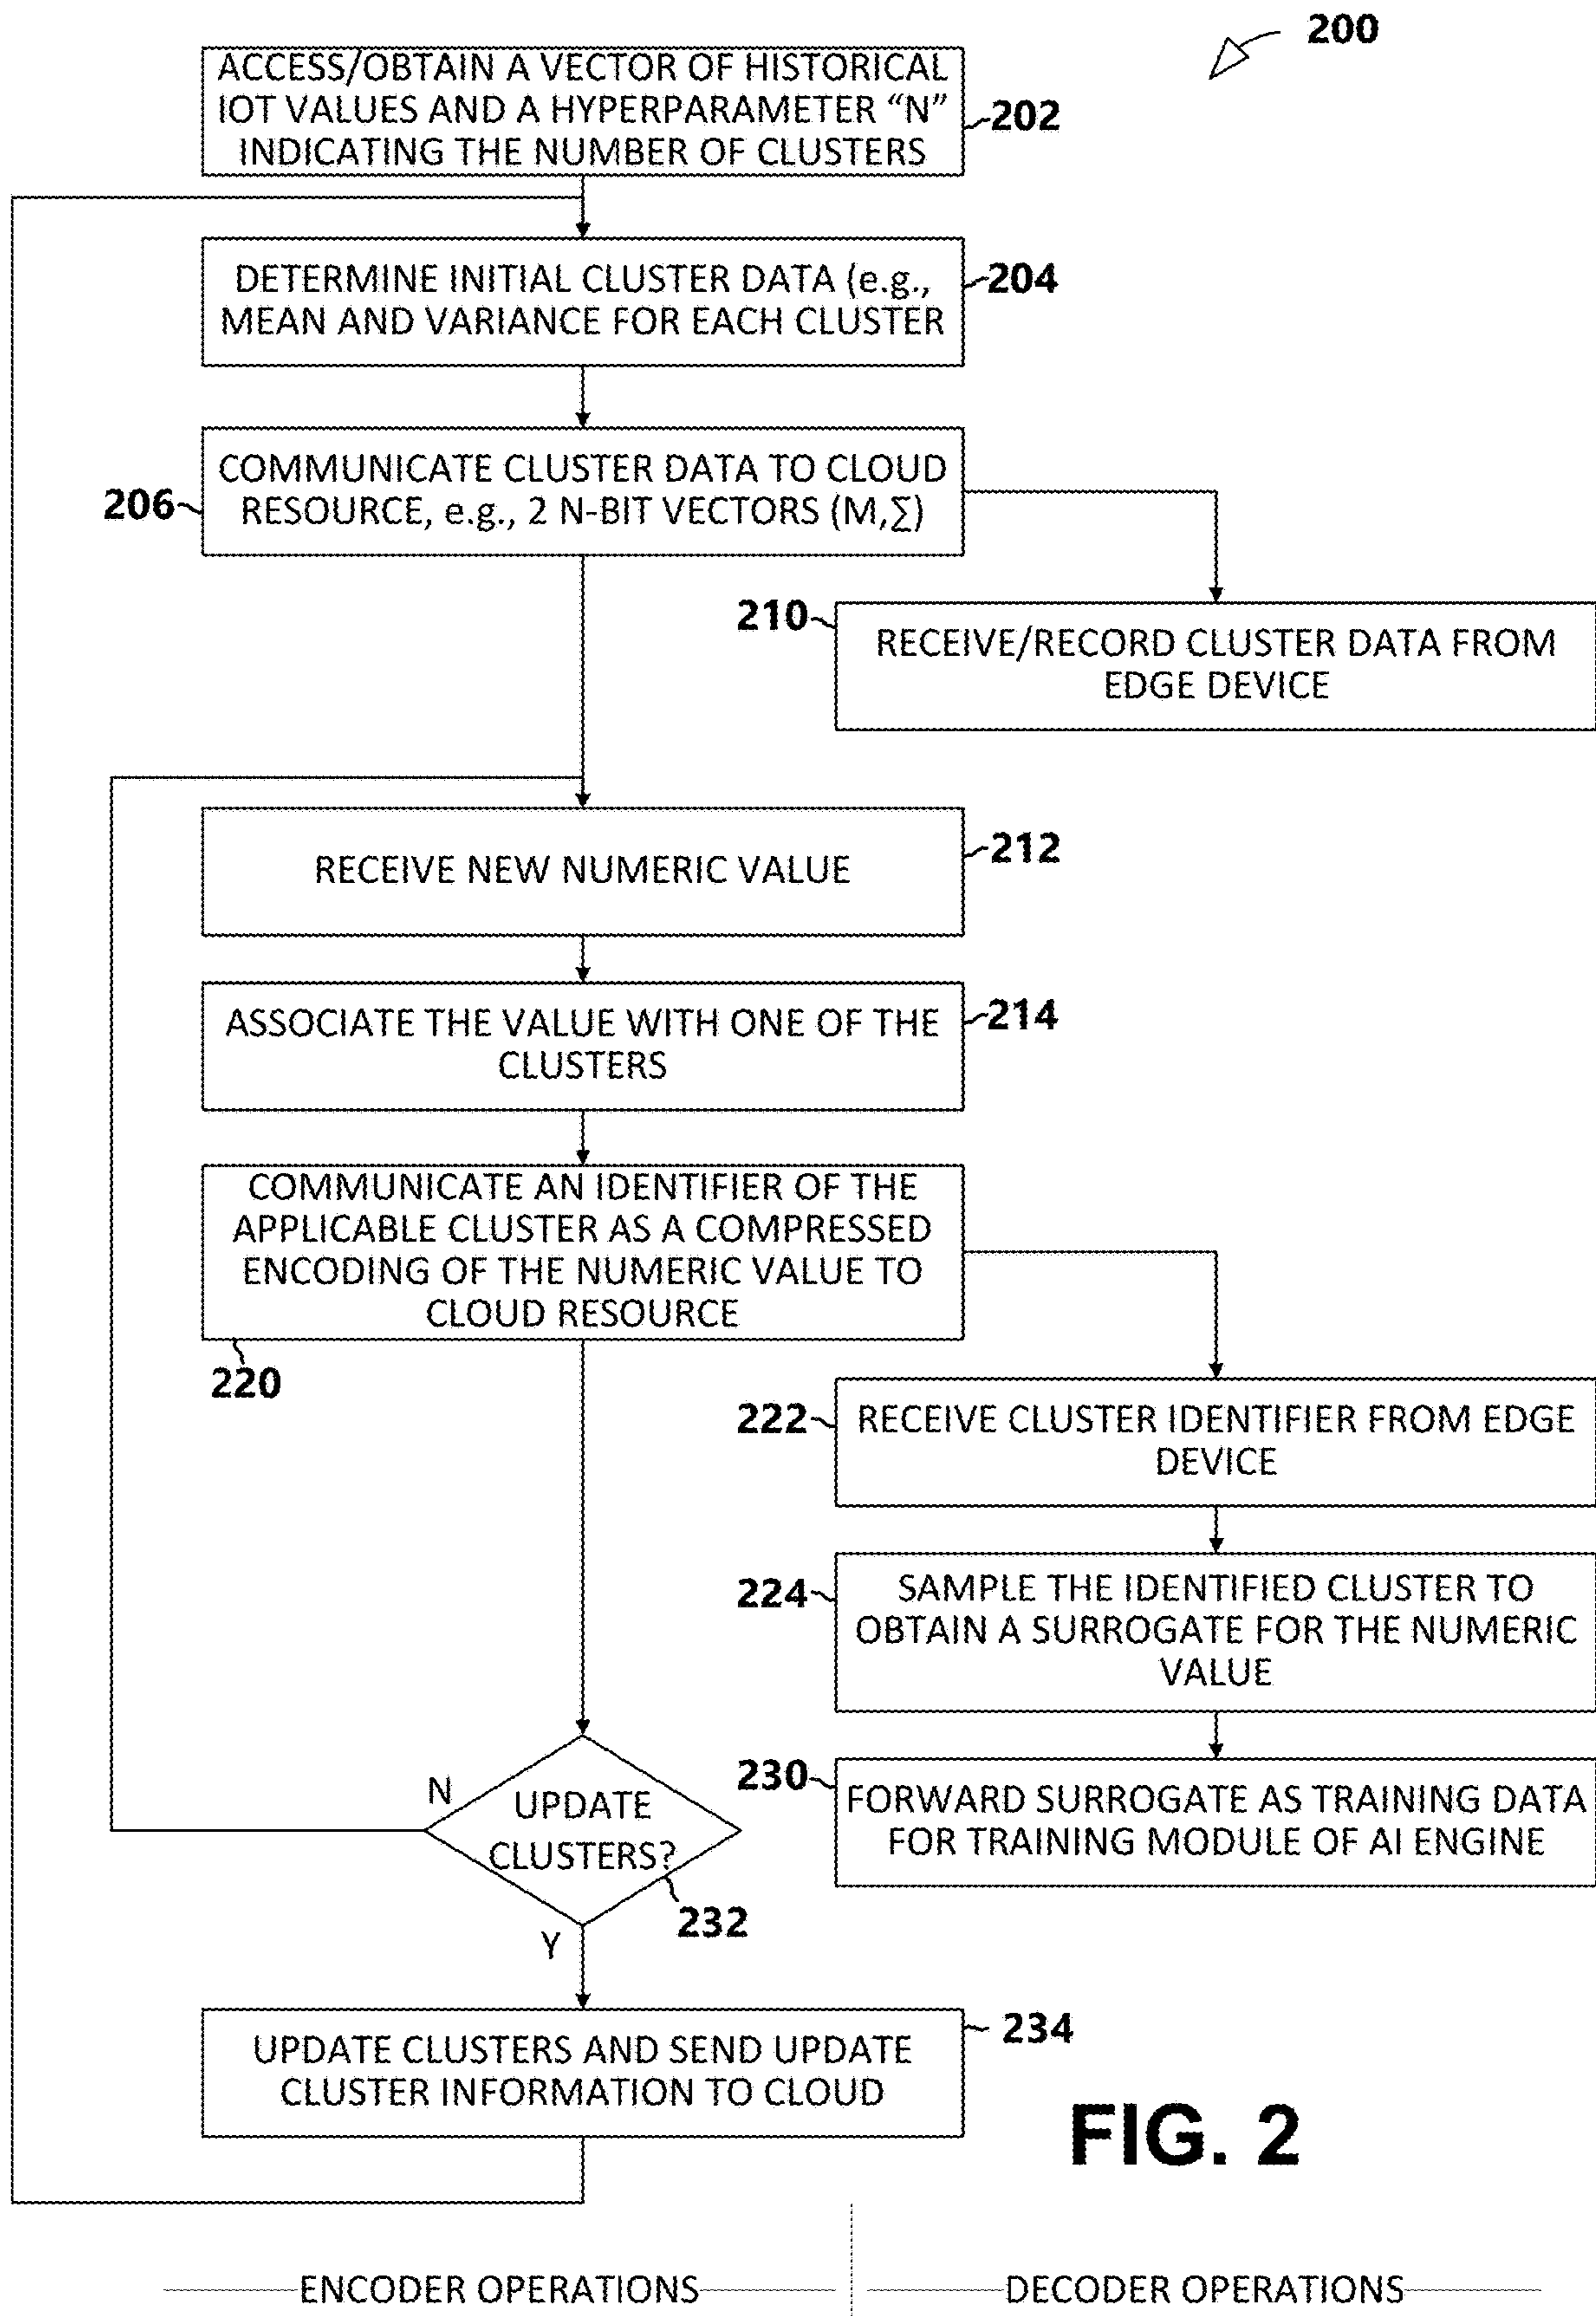 200
ACCESS/OBTAIN A VECTOR OF HISTORICAL
IOT VALUES AND A HYPERPARAMETER “N”
INDICATING THE NUMBER OF CLUSTERS
202
DETERMINE INITIAL CLUSTER DATA (e.g.,
MEAN AND VARIANCE FOR EACH CLUSTER
204
COMMUNICATE CLUSTER DATA TO CLOUD
RESOURCE, e.g., 2 N-BIT VECTORS (M,∑)
206
210
RECEIVE/RECORD CLUSTER DATA FROM
EDGE DEVICE
RECEIVE NEW NUMERIC VALUE
212
ASSOCIATE THE VALUE WITH ONE OF THE
CLUSTERS
214
COMMUNICATE AN IDENTIFIER OF THE
APPLICABLE CLUSTER AS A COMPRESSED
ENCODING OF THE NUMERIC VALUE TO
CLOUD RESOURCE
220
222
RECEIVE CLUSTER IDENTIFIER FROM EDGE
DEVICE
224
SAMPLE THE IDENTIFIED CLUSTER TO
OBTAIN A SURROGATE FOR THE NUMERIC
VALUE
230
FORWARD SURROGATE AS TRAINING DATA
FOR TRAINING MODULE OF AI ENGINE
N
UPDATE
CLUSTERS?
232
Y
UPDATE CLUSTERS AND SEND UPDATE
CLUSTER INFORMATION TO CLOUD
234
FIG. 2
ENCODER OPERATIONS
DECODER OPERATIONS